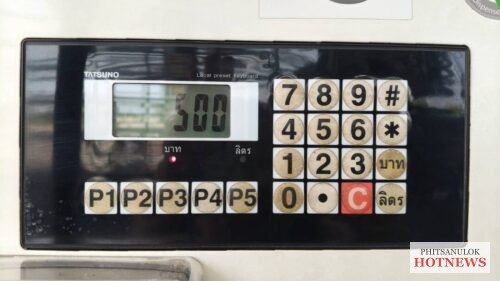 TATSUNO
Local preset keyboard
500
บาท
ลิตร
P1 P2 P3 P4 P5
7 8 9 #
4 5 6 *
1 2 3 บาท
0 • C ลิตร
PHITSANULOK
HOTNEWS